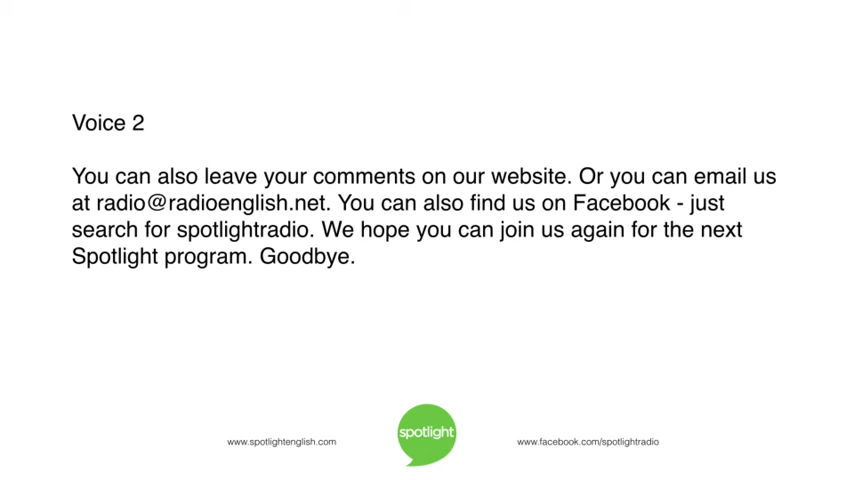 Voice 2
You can also leave your comments on our website. Or you can email us
at radio@radioenglish.net. You can also find us on Facebook - just
search for spotlightradio. We hope you can join us again for the next
Spotlight program. Goodbye.
www.spotlightenglish.com
spotlight
www.facebook.com/spotlightradio